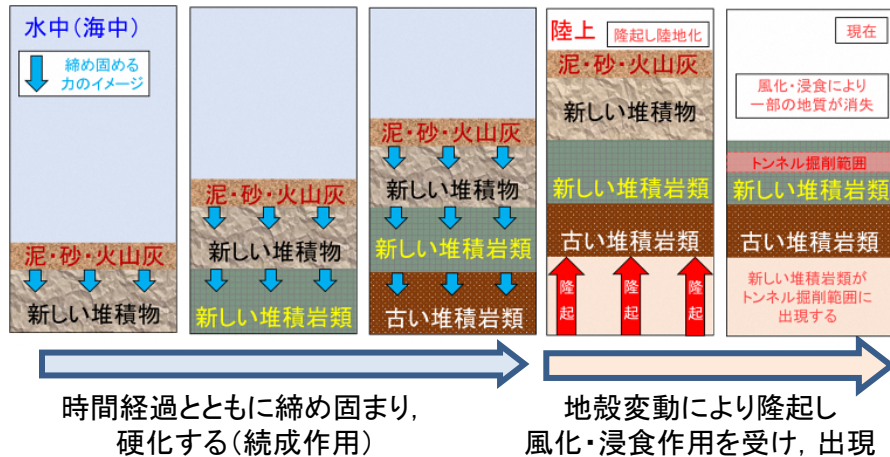 水中(海中)
締め固める
力のイメージ
泥・砂・火山灰
新しい堆積物
泥・砂・火山灰
新しい堆積物
新しい堆積岩類
泥・砂・火山灰
新しい堆積物
新しい堆積岩類
古い堆積岩類
陸上
隆起し陸地化
泥・砂・火山灰
新しい堆積物
新しい堆積岩類
古い堆積岩類
隆起
隆起
隆起
現在
風化・浸食により
一部の地質が消失
トンネル掘削範囲
新しい堆積岩類
古い堆積岩類
新しい堆積岩類が
トンネル掘削範囲に
出現する
時間経過とともに締め固まり,
硬化する(続成作用)
地殻変動により隆起し
風化・浸食作用を受け,出現